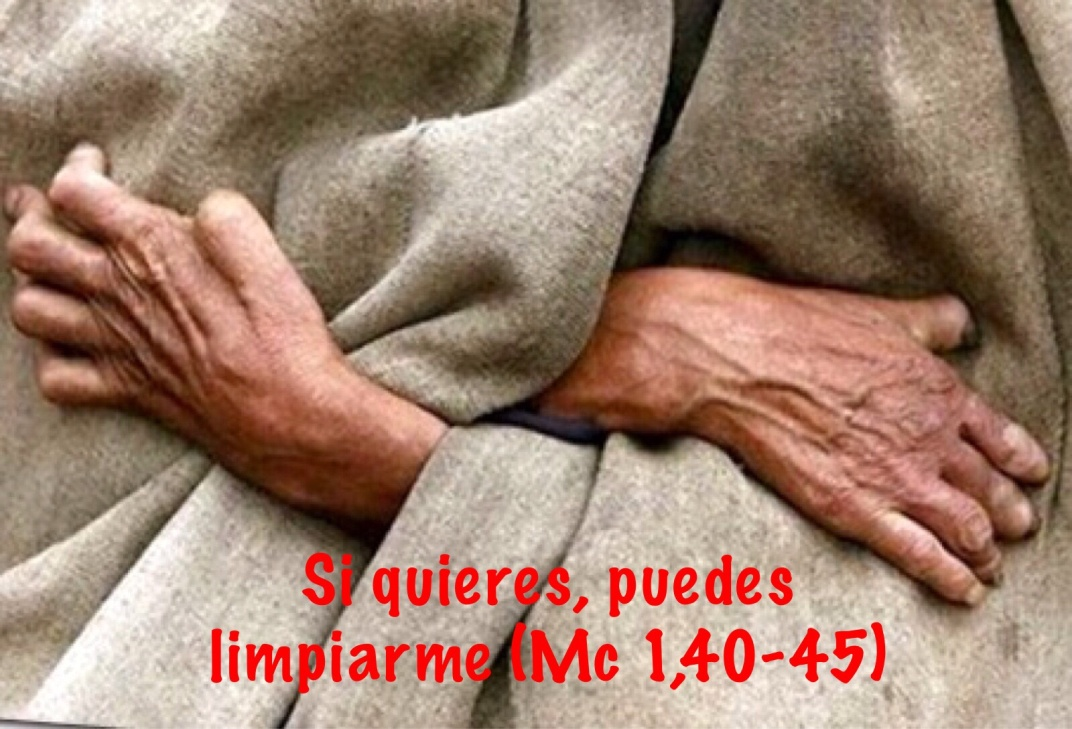 Si quieres, puedes
limpiarme (Mc 1,40-45)